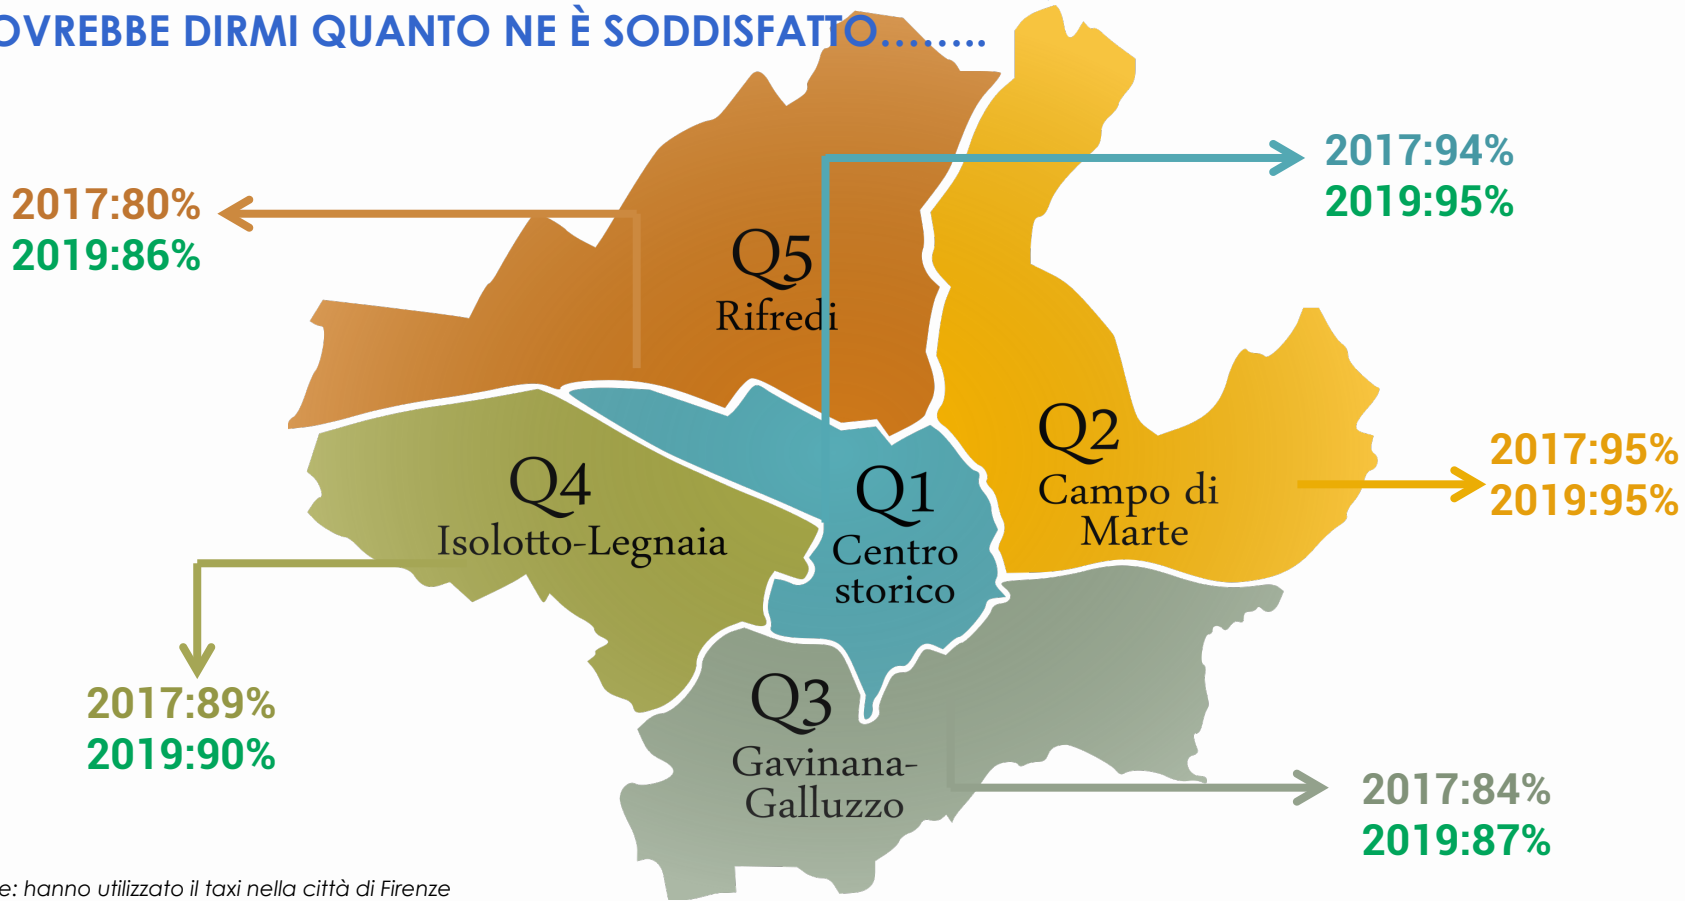 OVREBBE DIRMI QUANTO NE È SODDISFATTO……..
2017:94%
2019:95%
2017:80%
2019:86%
Q5
Rifredi
Q2
Campo di
Marte
2017:95%
2019:95%
Q4
Isolotto-Legnaia
Q1
Centro
storico
2017:89%
2019:90%
Q3
Gavinana-
Galluzzo
2017:84%
2019:87%
e: hanno utilizzato il taxi nella città di Firenze